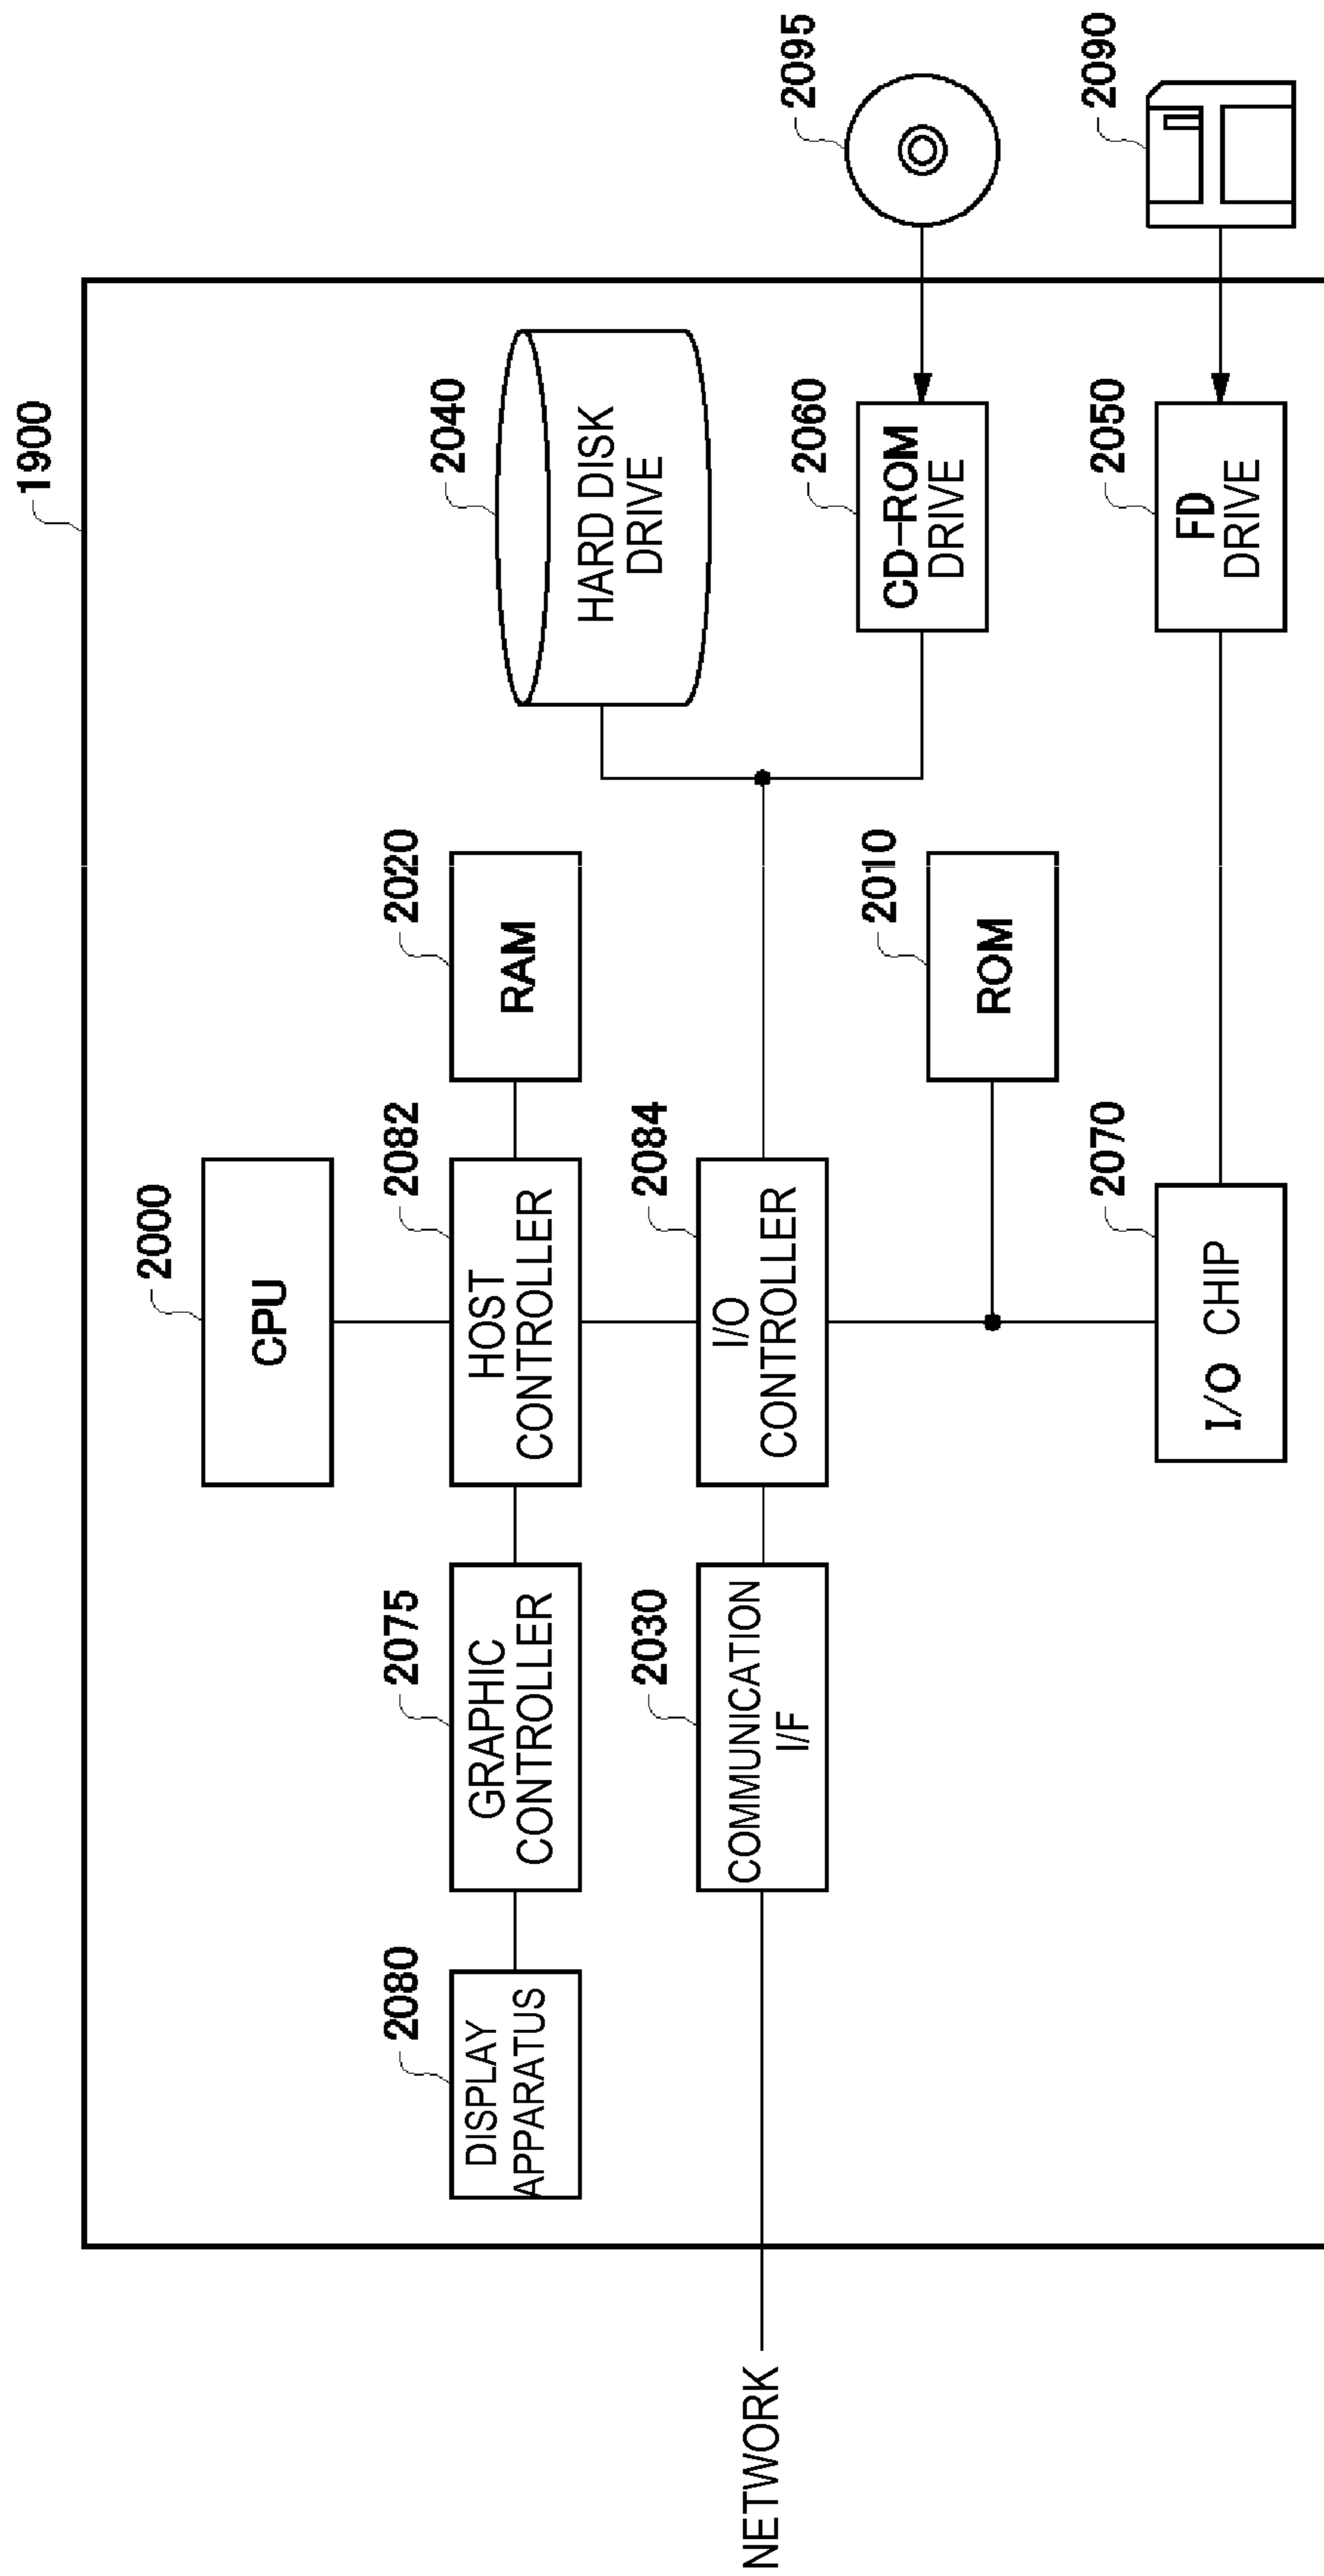 1900
2000
CPU
2080
DISPLAY
APPARATUS
2075
GRAPHIC
CONTROLLER
2082
HOST
CONTROLLER
2020
RAM
2040
HARD DISK
DRIVE
NETWORK
2030
COMMUNICATION
I/F
2084
I/O
CONTROLLER
2010
ROM
2060
CD-ROM
DRIVE
2095
2070
I/O CHIP
2050
FD
DRIVE
2090